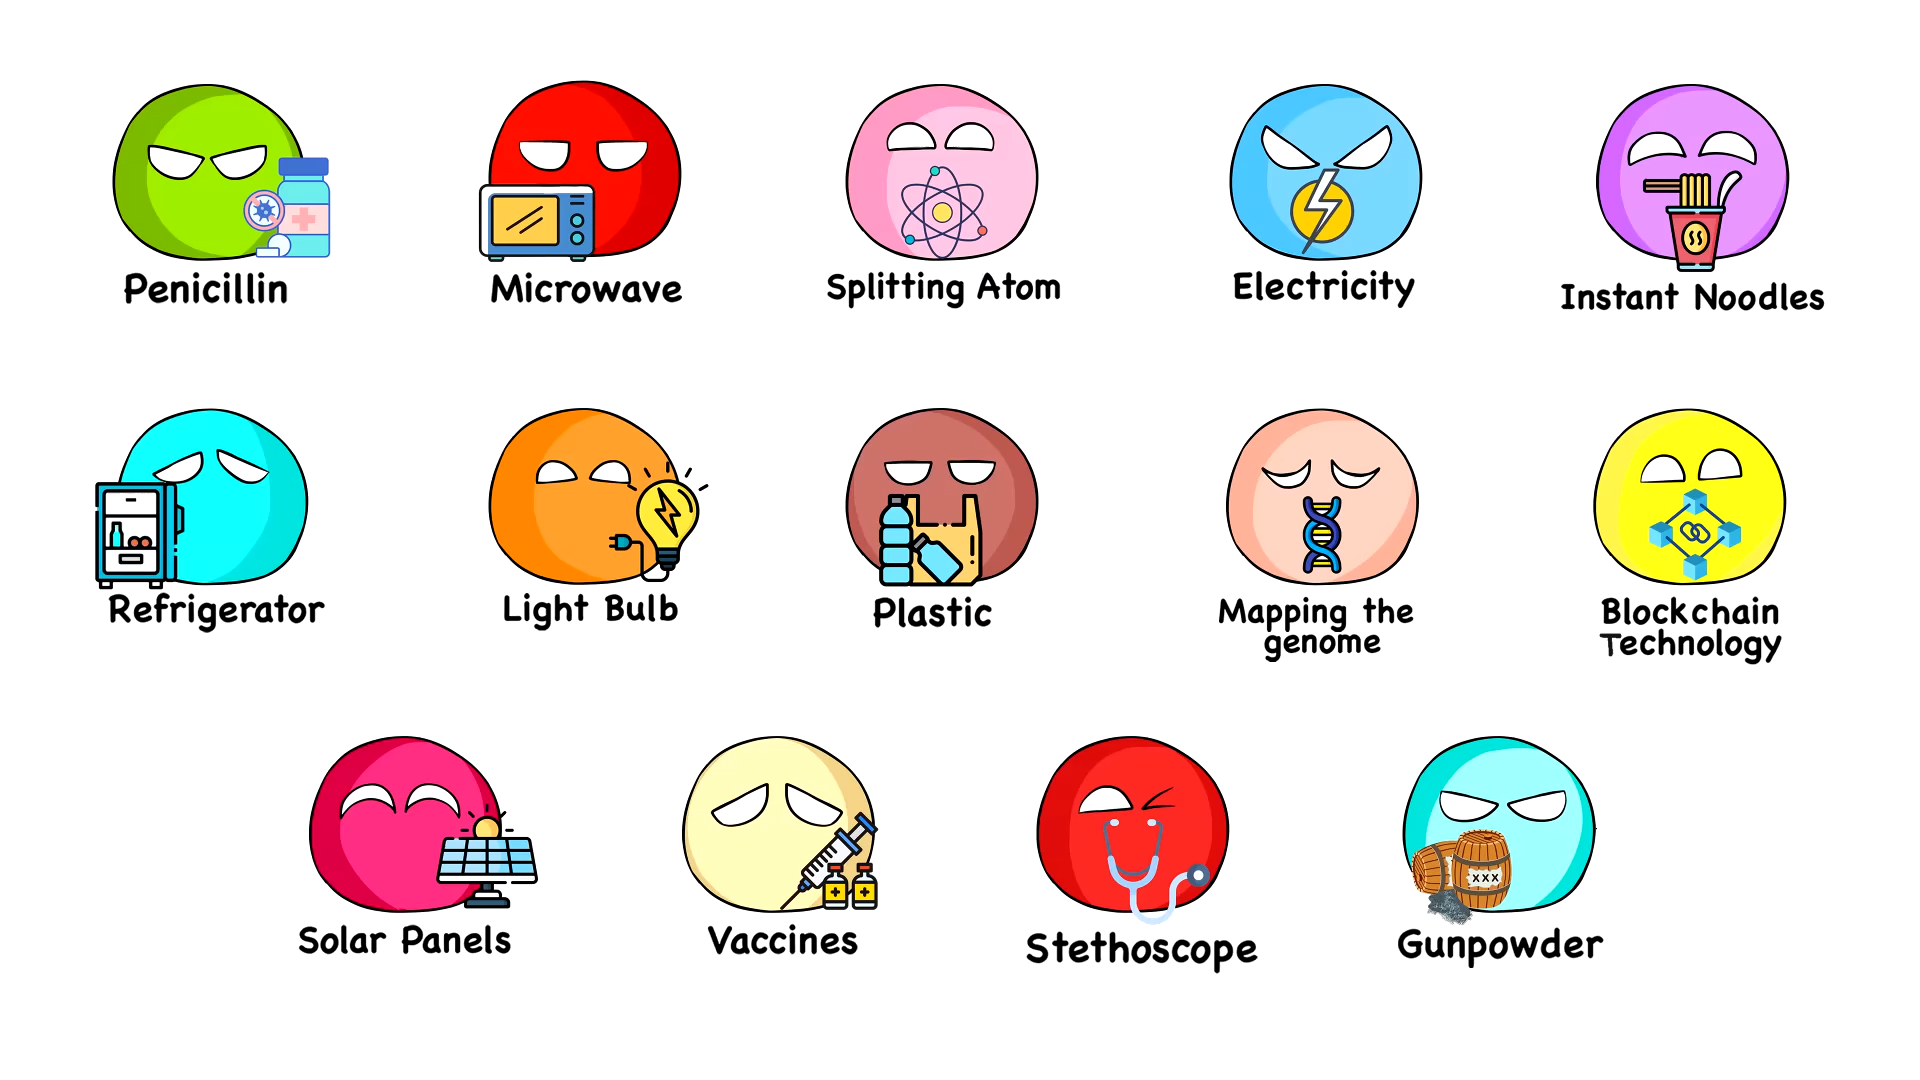 Penicillin
Microwave
Splitting Atom
Electricity
Instant Noodles
Refrigerator
Light Bulb
Plastic
Mapping the
genome
Blockchain
Technology
Solar Panels
Vaccines
Stethoscope
XXX
Gunpowder